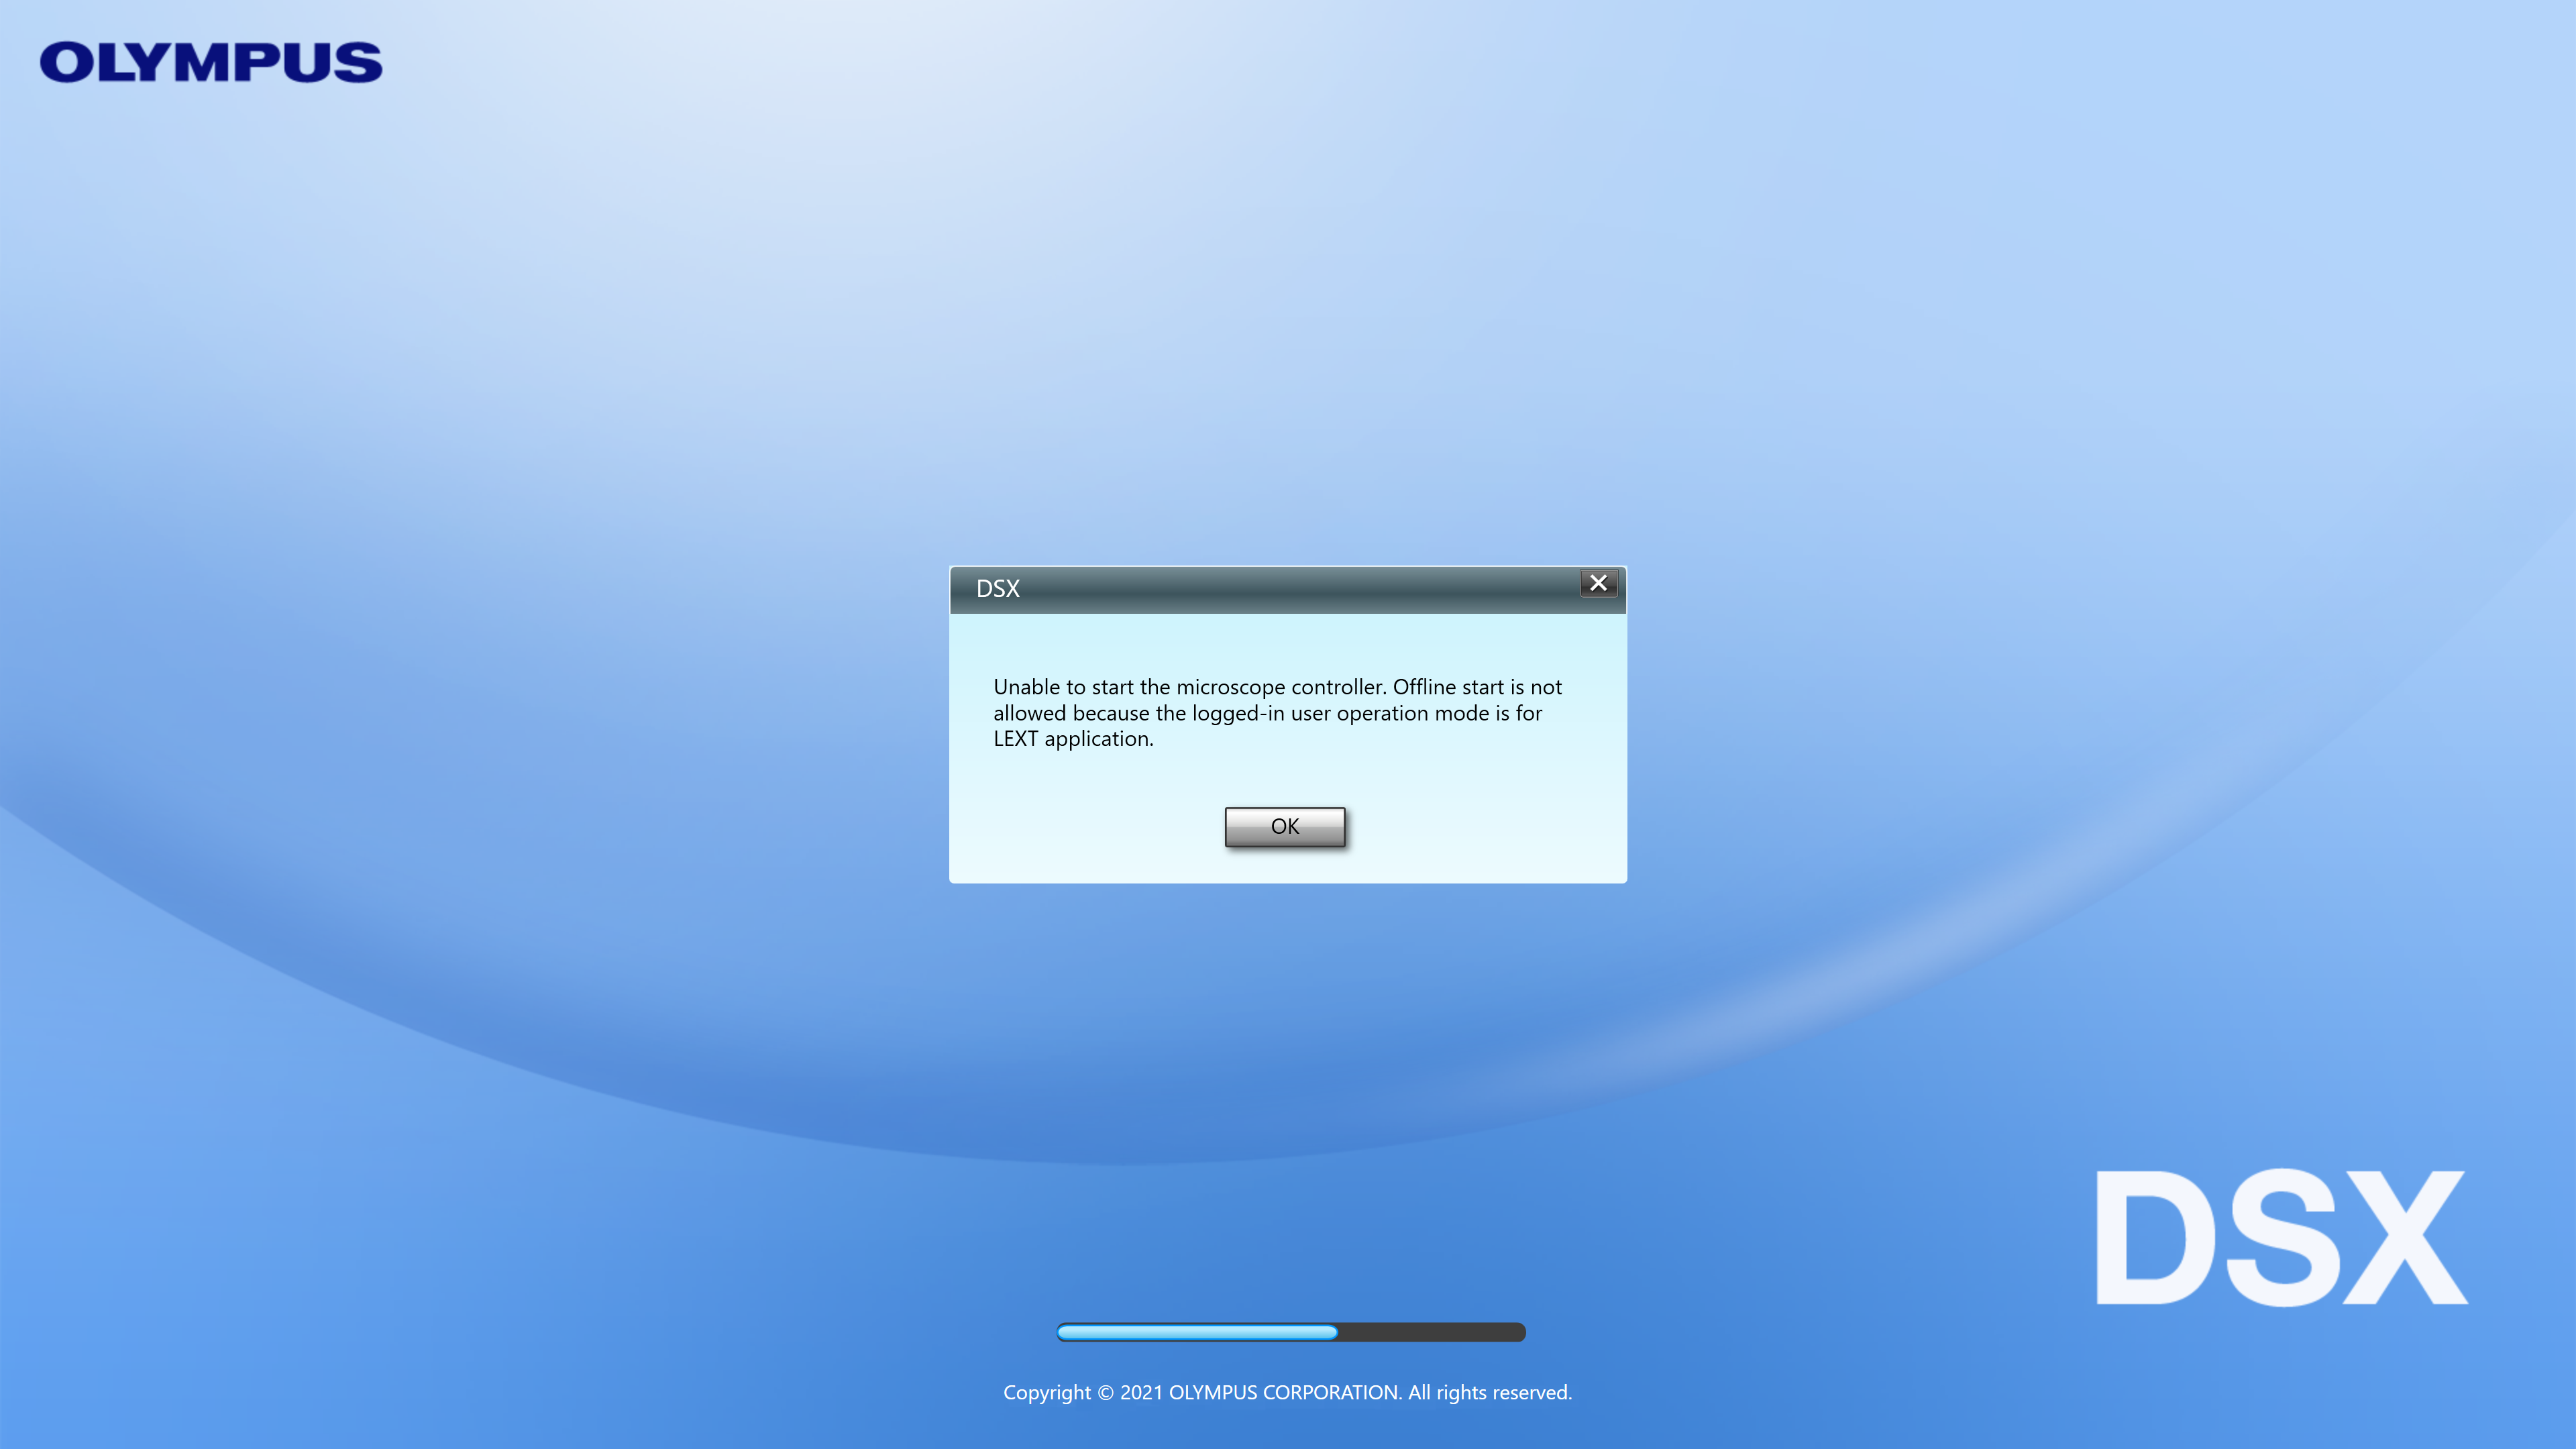 OLYMPUS
DSX
Unable to start the microscope controller. Offline start is not
allowed because the logged-in user operation mode is for
LEXT application.
OK
DSX
Copyright © 2021 OLYMPUS CORPORATION. All rights reserved.